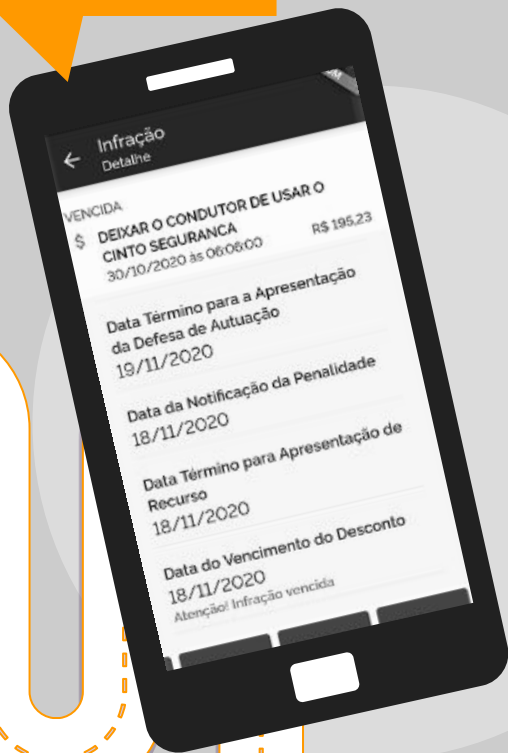 Infração
Detalhe
VENCIDA
$ DEIXAR O CONDUTOR DE USAR O
CINTO SEGURANCA
30/10/2020 às 06:06:00
R$ 195,23
Data Término para a Apresentação
da Defesa de Autuação
19/11/2020
Data da Notificação da Penalidade
18/11/2020
Data Término para Apresentação de
Recurso
18/11/2020
Data do Vencimento do Desconto
18/11/2020
Atenção! Infração vencida